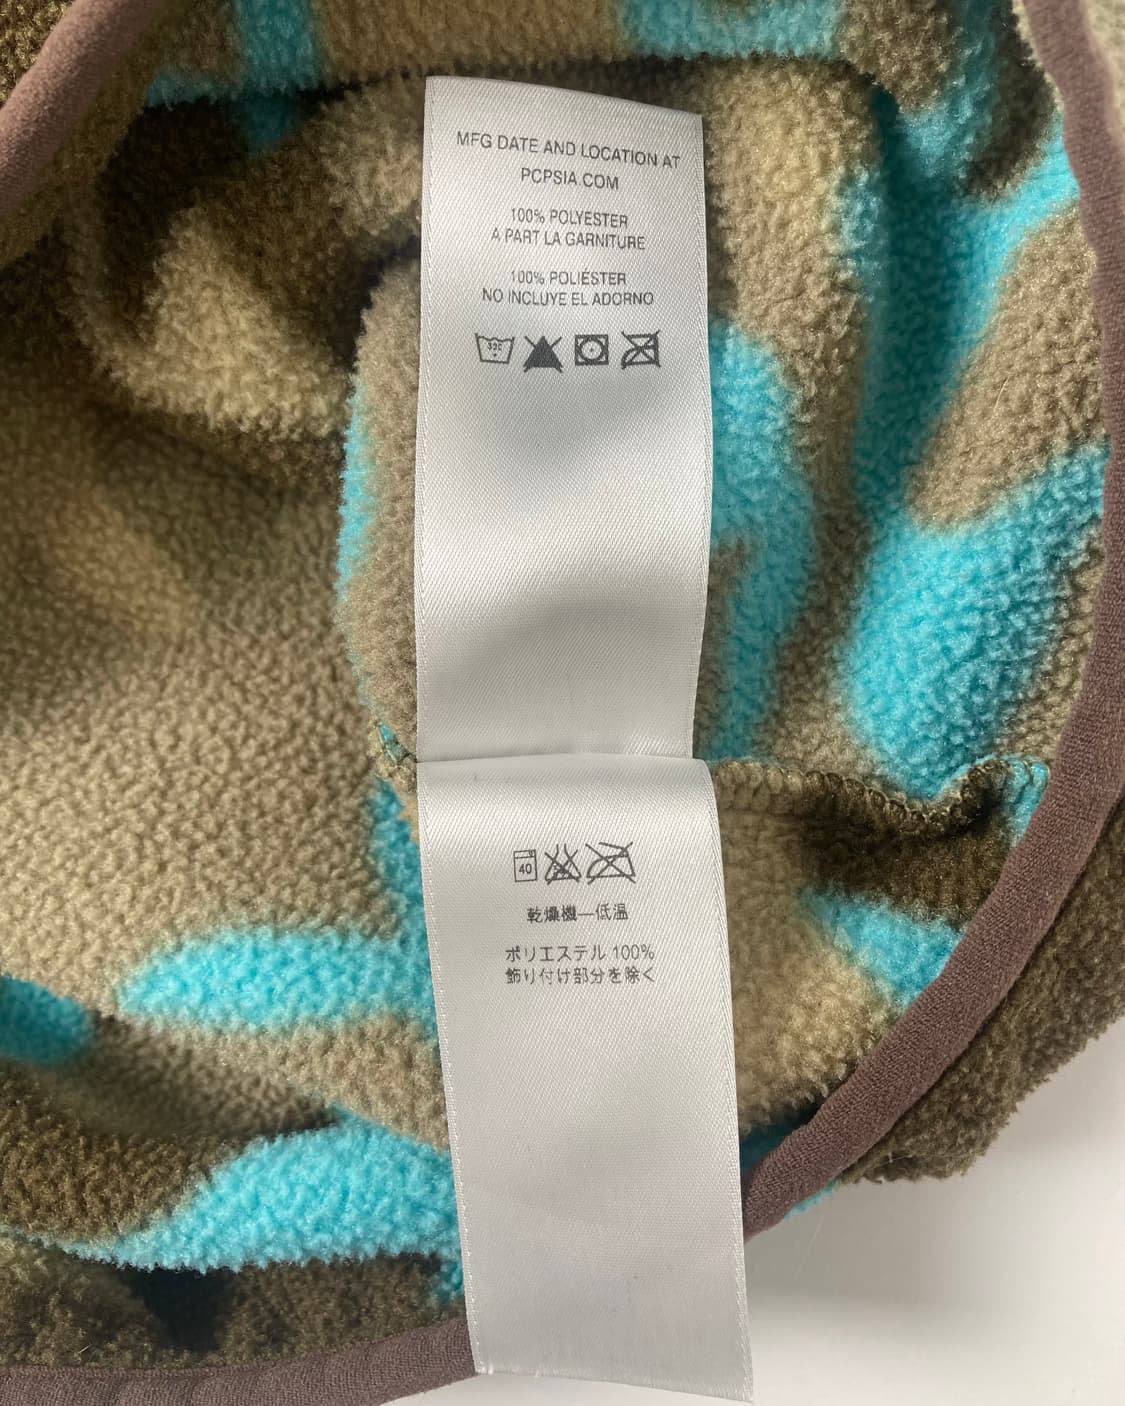 MFG DATE AND LOCATION AT
PCPSIA.COM
100% POLYESTER
A PART LA GARNITURE
100% POLIÉSTER
NO INCLUYE EL ADORNO
40
乾燥機—低温
ポリエステル 100%
飾り付け部分を除く